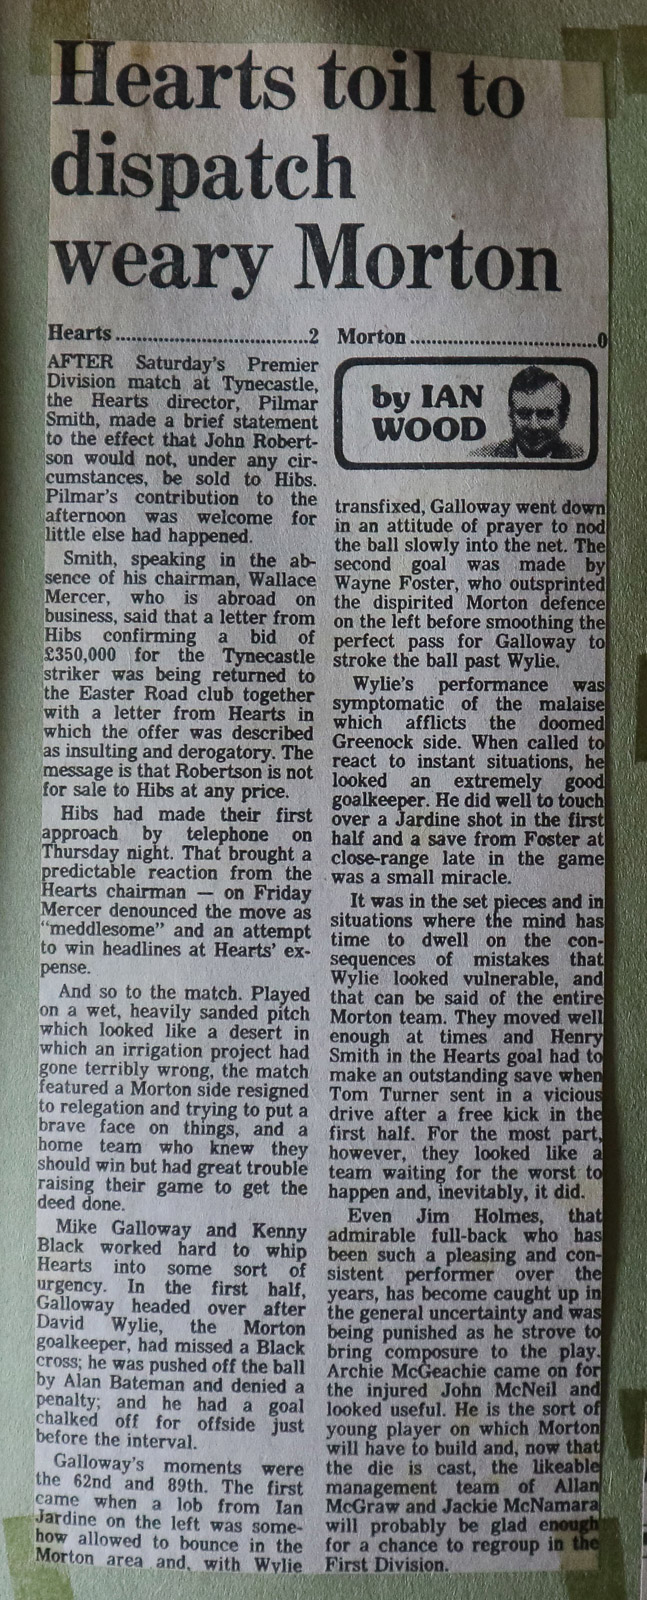 Hearts toil to
dispatch
weary Morton
Hearts..................................2 Morton..................................0
AFTER Saturday's Premier
Division match at Tynecastle,
the Hearts director, Pilmar
Smith, made a brief statement
to the effect that John Robert-
son would not, under any cir-
cumstances, be sold to Hibs.
Pilmar's contribution to the
afternoon was welcome for
little else had happened.
Smith, speaking in the ab-
sence of his chairman, Wallace
Mercer, who is abroad on
business, said that a letter from
Hibs confirming a bid of
£350,000 for the Tynecastle
striker was being returned to
the Easter Road club together
with a letter from Hearts in
which the offer was described
as insulting and derogatory. The
message is that Robertson is not
for sale to Hibs at any price.
Hibs had made their first
approach by telephone on
Thursday night. That brought a
predictable reaction from the
Hearts chairman — on Friday
Mercer denounced the move as
"meddlesome" and an attempt
to win headlines at Hearts' ex-
pense.
And so to the match. Played
on a wet, heavily sanded pitch
which looked like a desert in
which an irrigation project had
gone terribly wrong, the match
featured a Morton side resigned
to relegation and trying to put a
brave face on things, and a
home team who knew they
should win but had great trouble
raising their game to get the
deed done.
Mike Galloway and Kenny
Black worked hard to whip
Hearts into some sort of
urgency. In the first half,
Galloway headed over after
David Wylie, the Morton
goalkeeper, had missed a Black
cross; he was pushed off the ball
by Alan Bateman and denied a
penalty; and he had a goal
chalked off for offside just
before the interval.
Galloway's moments were
the 62nd and 89th. The first
came when a lob from Ian
Jardine on the left was some-
how allowed to bounce in the
Morton area and, with Wylie
by IAN
WOOD
transfixed, Galloway went down
in an attitude of prayer to nod
the ball slowly into the net. The
second goal was made by
Wayne Foster, who outsprinted
the dispirited Morton defence
on the left before smoothing the
perfect pass for Galloway to
stroke the ball past Wylie.
Wylie's performance was
symptomatic of the malaise
which afflicts the doomed
Greenock side. When called to
react to instant situations, he
looked an extremely good
goalkeeper. He did well to touch
over a Jardine shot in the first
half and a save from Foster at
close-range late in the game
was a small miracle.
It was in the set pieces and in
situations where the mind has
time to dwell on the con-
sequences of mistakes that
Wylie looked vulnerable, and
that can be said of the entire
Morton team. They moved well
enough at times and Henry
Smith in the Hearts goal had to
make an outstanding save when
Tom Turner sent in a vicious
drive after a free kick in the
first half. For the most part,
however, they looked like a
team waiting for the worst to
happen and, inevitably, it did.
Even Jim Holmes, that
admirable full-back who has
been such a pleasing and con-
sistent performer over the
years, has become caught up in
the general uncertainty and was
being punished as he strove to
bring composure to the play.
Archie McGeachie came on for
the injured John McNeil and
looked useful. He is the sort of
young player on which Morton
will have to build and, now that
the die is cast, the likeable
management team of Allan
McGraw and Jackie McNamara
will probably be glad enough
for a chance to regroup in the
First Division.